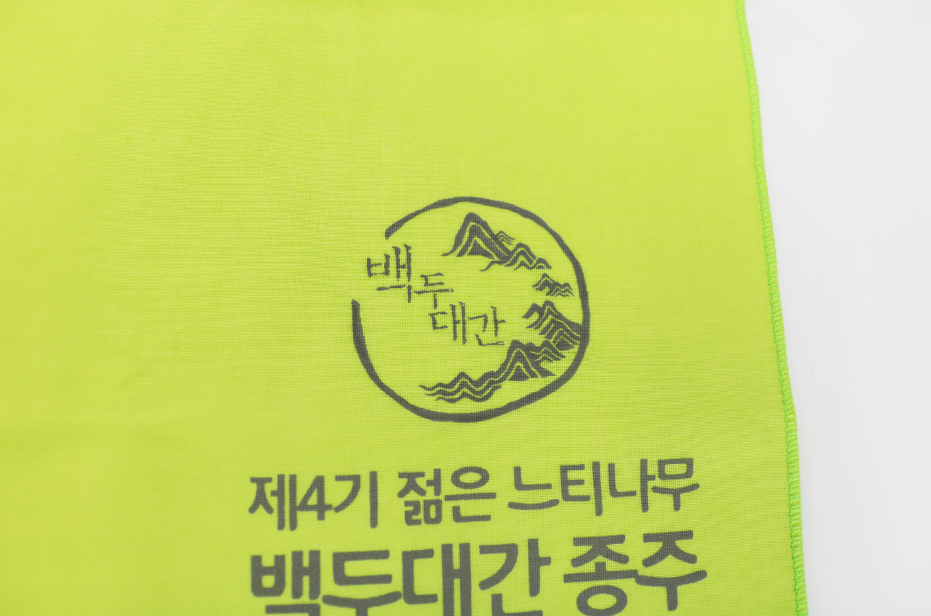 백두
대간
제4기 젊은 느티나무
백두대간 종주